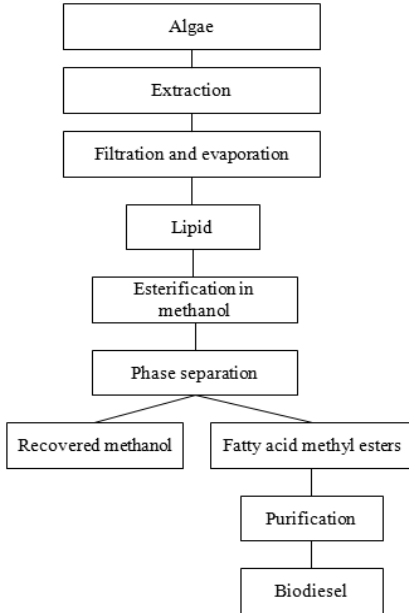 Algae
Extraction
Filtration and evaporation
Lipid
Esterification in
methanol
Phase separation
Recovered methanol
Fatty acid methyl esters
Purification
Biodiesel